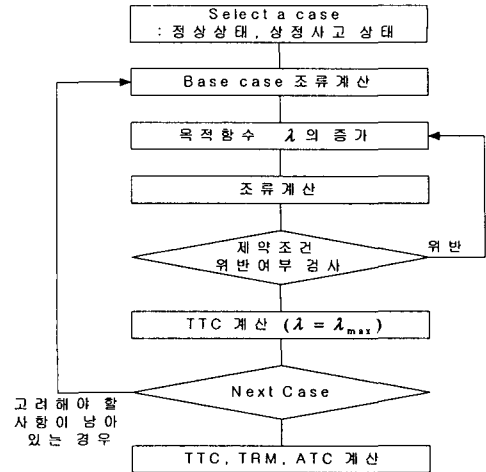 Select a case
: 정상상태, 상정사고 상태
Base case 조류계산
목적함수 λ의 증가
조류계산
제약조건
위반여부 검사
위반
TTC 계산 (λ = λmax)
Next Case
고려해야 할
사항이 남아
있는 경우
TTC, TRM, ATC 계산